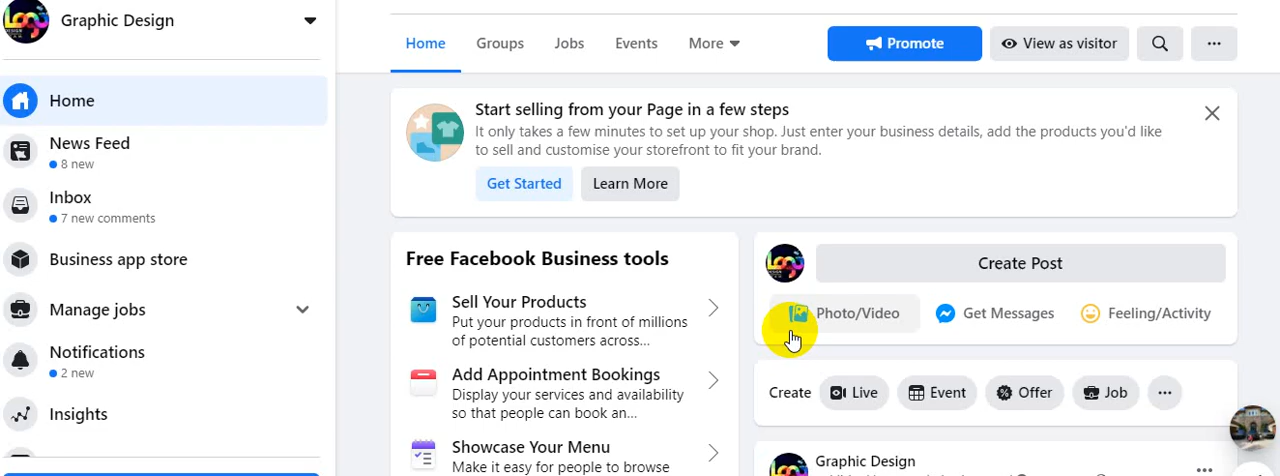 Graphic Design
Home
News Feed
8 new
Inbox
7 new comments
Business app store
Manage jobs
Notifications
2 new
Insights
Home Groups Jobs Events More
Promote
View as visitor
Start selling from your Page in a few steps
It only takes a few minutes to set up your shop. Just enter your business details, add the products you'd like
to sell and customise your storefront to fit your brand.
Get Started Learn More
Free Facebook Business tools
Sell Your Products
Put your products in front of millions
of potential customers across...
Add Appointment Bookings
Display your services and availability
so that people can book an...
Showcase Your Menu
Make it easy for people to browse
Create Post
Photo/Video Get Messages Feeling/Activity
Create Live Event Offer Job
Graphic Design